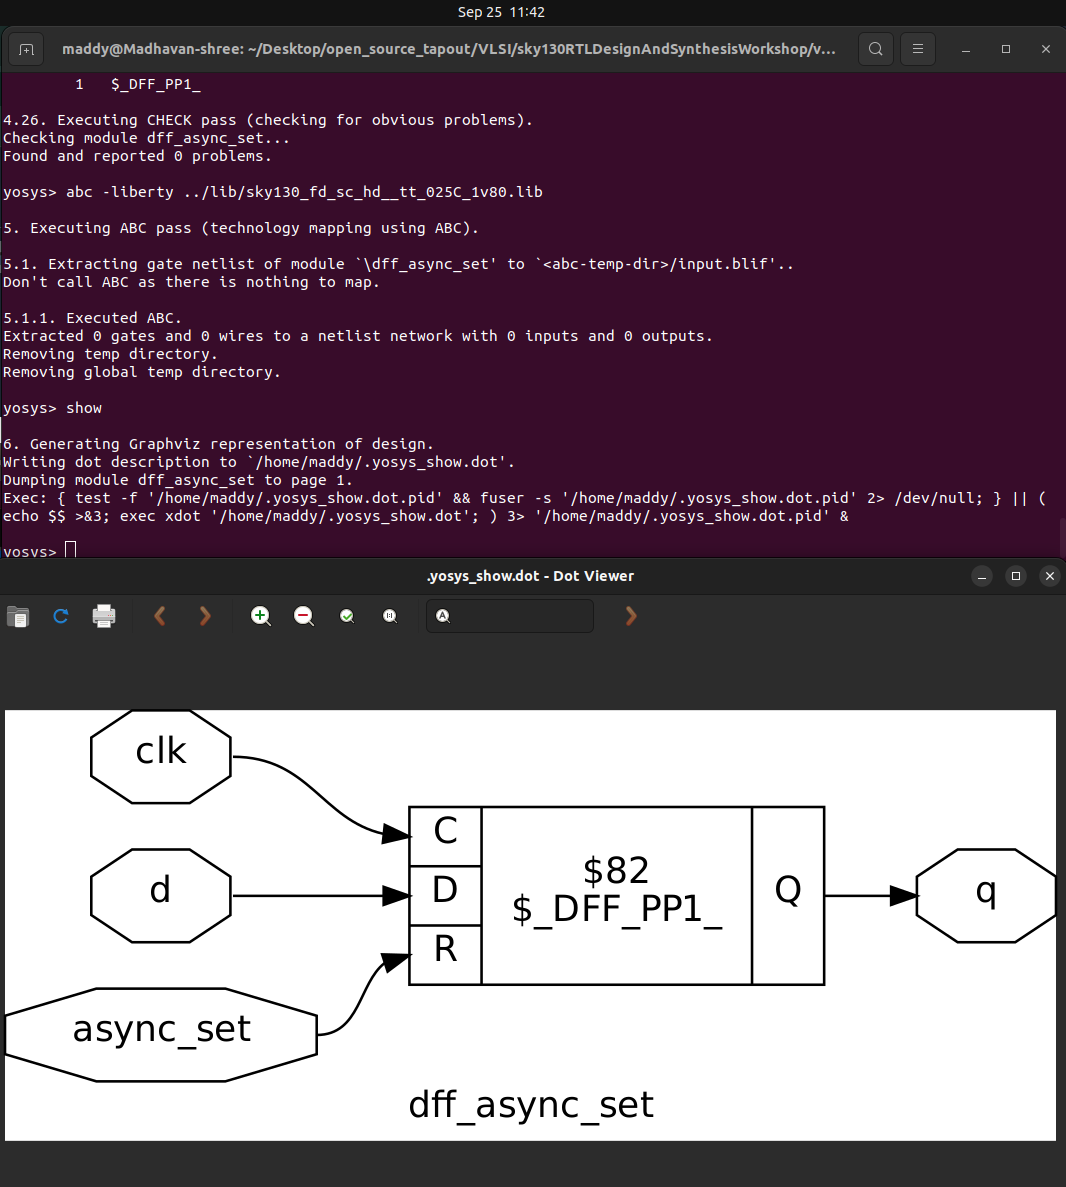 Sep 25 11:42
maddy@Madhavan-shree: ~/Desktop/open_source_tapout/VLSI/sky130RTLDesignAndSynthesisWorkshop/v...
1 $_DFF_PP1_
4.26. Executing CHECK pass (checking for obvious problems).
Checking module dff_async_set...
Found and reported 0 problems.
yosys> abc -liberty ../lib/sky130_fd_sc_hd__tt_025C_1v80.lib
5. Executing ABC pass (technology mapping using ABC).
5.1. Extracting gate netlist of module `\dff_async_set' to `<abc-temp-dir>/input.blif'..
Don't call ABC as there is nothing to map.
5.1.1. Executed ABC.
Extracted 0 gates and 0 wires to a netlist network with 0 inputs and 0 outputs.
Removing temp directory.
Removing global temp directory.
yosys> show
6. Generating Graphviz representation of design.
Writing dot description to `/home/maddy/.yosys_show.dot'.
Dumping module dff_async_set to page 1.
Exec: { test -f '/home/maddy/.yosys_show.dot.pid' && fuser -s '/home/maddy/.yosys_show.dot.pid' 2> /dev/null; } || (
echo $$ >&3; exec xdot '/home/maddy/.yosys_show.dot'; ) 3> '/home/maddy/.yosys_show.dot.pid' &
yosys>
.yosys_show.dot - Dot Viewer
clk
d
async_set
C
D
R
$82
$_DFF_PP1_
Q
q
dff_async_set